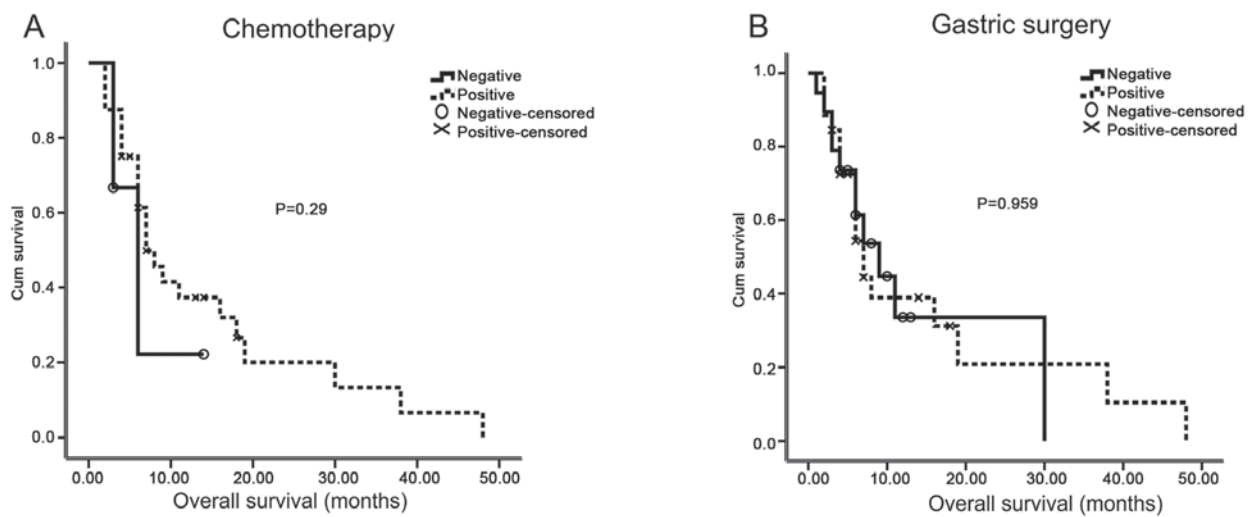 A
Chemotherapy
1.0
0.8
0.6
0.4
0.2
0.0
Cum survival
Negative
Positive
Negative-censored
Positive-censored
P=0.29
0.00 10.00 20.00 30.00 40.00 50.00
Overall survival (months)
B
Gastric surgery
1.0
0.8
0.6
0.4
0.2
0.0
Cum survival
Negative
Positive
Negative-censored
Positive-censored
P=0.959
0.00 10.00 20.00 30.00 40.00 50.00
Overall survival (months)